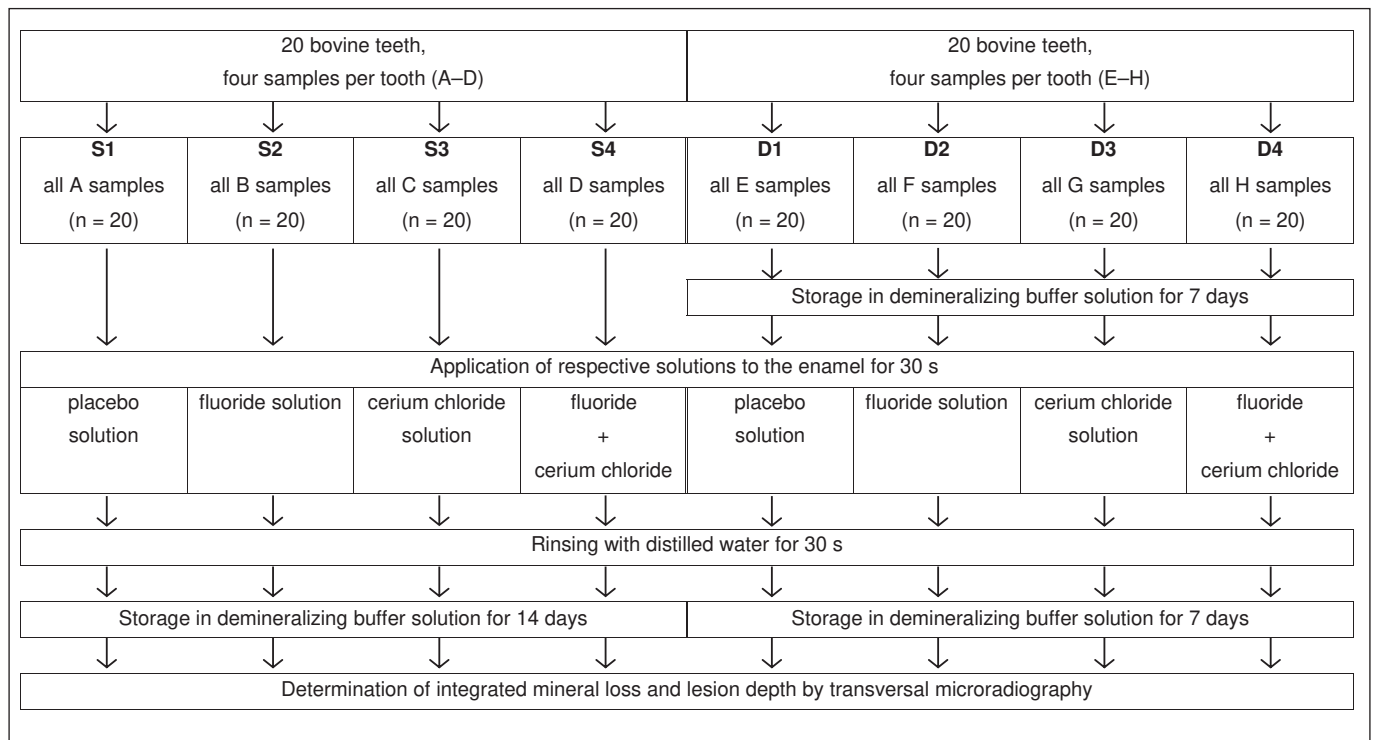 20 bovine teeth,
four samples per tooth (A–D)
20 bovine teeth,
four samples per tooth (E–H)
S1
all A samples
(n = 20)
S2
all B samples
(n = 20)
S3
all C samples
(n = 20)
S4
all D samples
(n = 20)
D1
all E samples
(n = 20)
D2
all F samples
(n = 20)
D3
all G samples
(n = 20)
D4
all H samples
(n = 20)
Storage in demineralizing buffer solution for 7 days
Application of respective solutions to the enamel for 30 s
placebo
solution
fluoride solution
cerium chloride
solution
fluoride
+
cerium chloride
placebo
solution
fluoride solution
cerium chloride
solution
fluoride
+
cerium chloride
Rinsing with distilled water for 30 s
Storage in demineralizing buffer solution for 14 days
Storage in demineralizing buffer solution for 7 days
Determination of integrated mineral loss and lesion depth by transversal microradiography